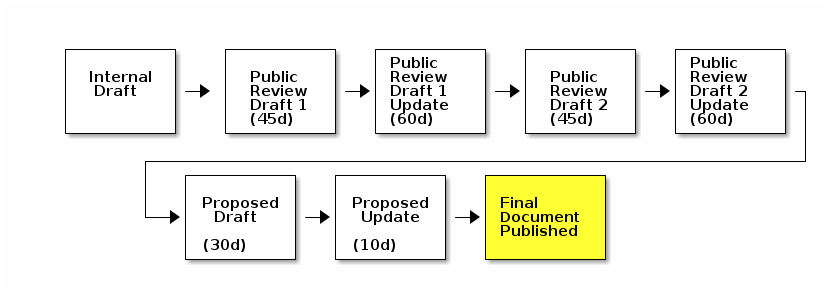 Internal
Draft
Public
Review
Draft 1
(45d)
Public
Review
Draft 1
Update
(60d)
Public
Review
Draft 2
(45d)
Public
Review
Draft 2
Update
(60d)
Proposed
Draft
(30d)
Proposed
Update
(10d)
Final
Document
Published